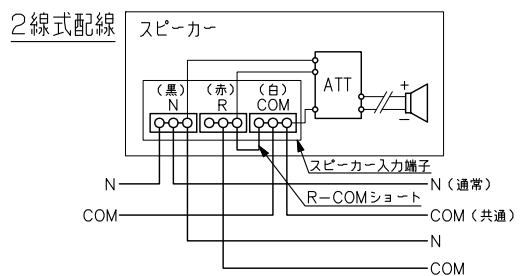 2線式配線
スピーカー
ATT
+
−
(黒) (赤) (白)
N R COM
スピーカー入力端子
R−COMショート
N N(通常)
COM COM(共通)
N
COM